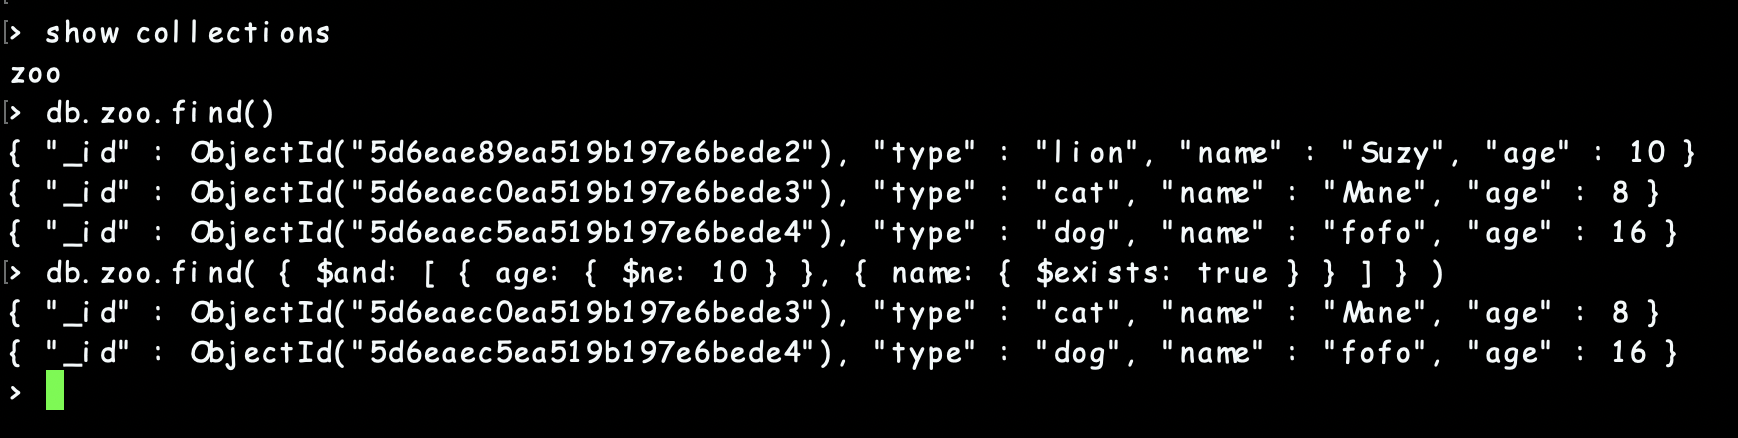 > show collections
zoo
> db.zoo.find()
{ "_id" : ObjectId("5d6eae89ea519b197e6bede2"), "type" : "lion", "name" : "Suzy", "age" : 10 }
{ "_id" : ObjectId("5d6eaec0ea519b197e6bede3"), "type" : "cat", "name" : "Mane", "age" : 8 }
{ "_id" : ObjectId("5d6eaec5ea519b197e6bede4"), "type" : "dog", "name" : "fofo", "age" : 16 }
> db.zoo.find( { $and: [ { age: { $ne: 10 } }, { name: { $exists: true } } ] } )
{ "_id" : ObjectId("5d6eaec0ea519b197e6bede3"), "type" : "cat", "name" : "Mane", "age" : 8 }
{ "_id" : ObjectId("5d6eaec5ea519b197e6bede4"), "type" : "dog", "name" : "fofo", "age" : 16 }
>